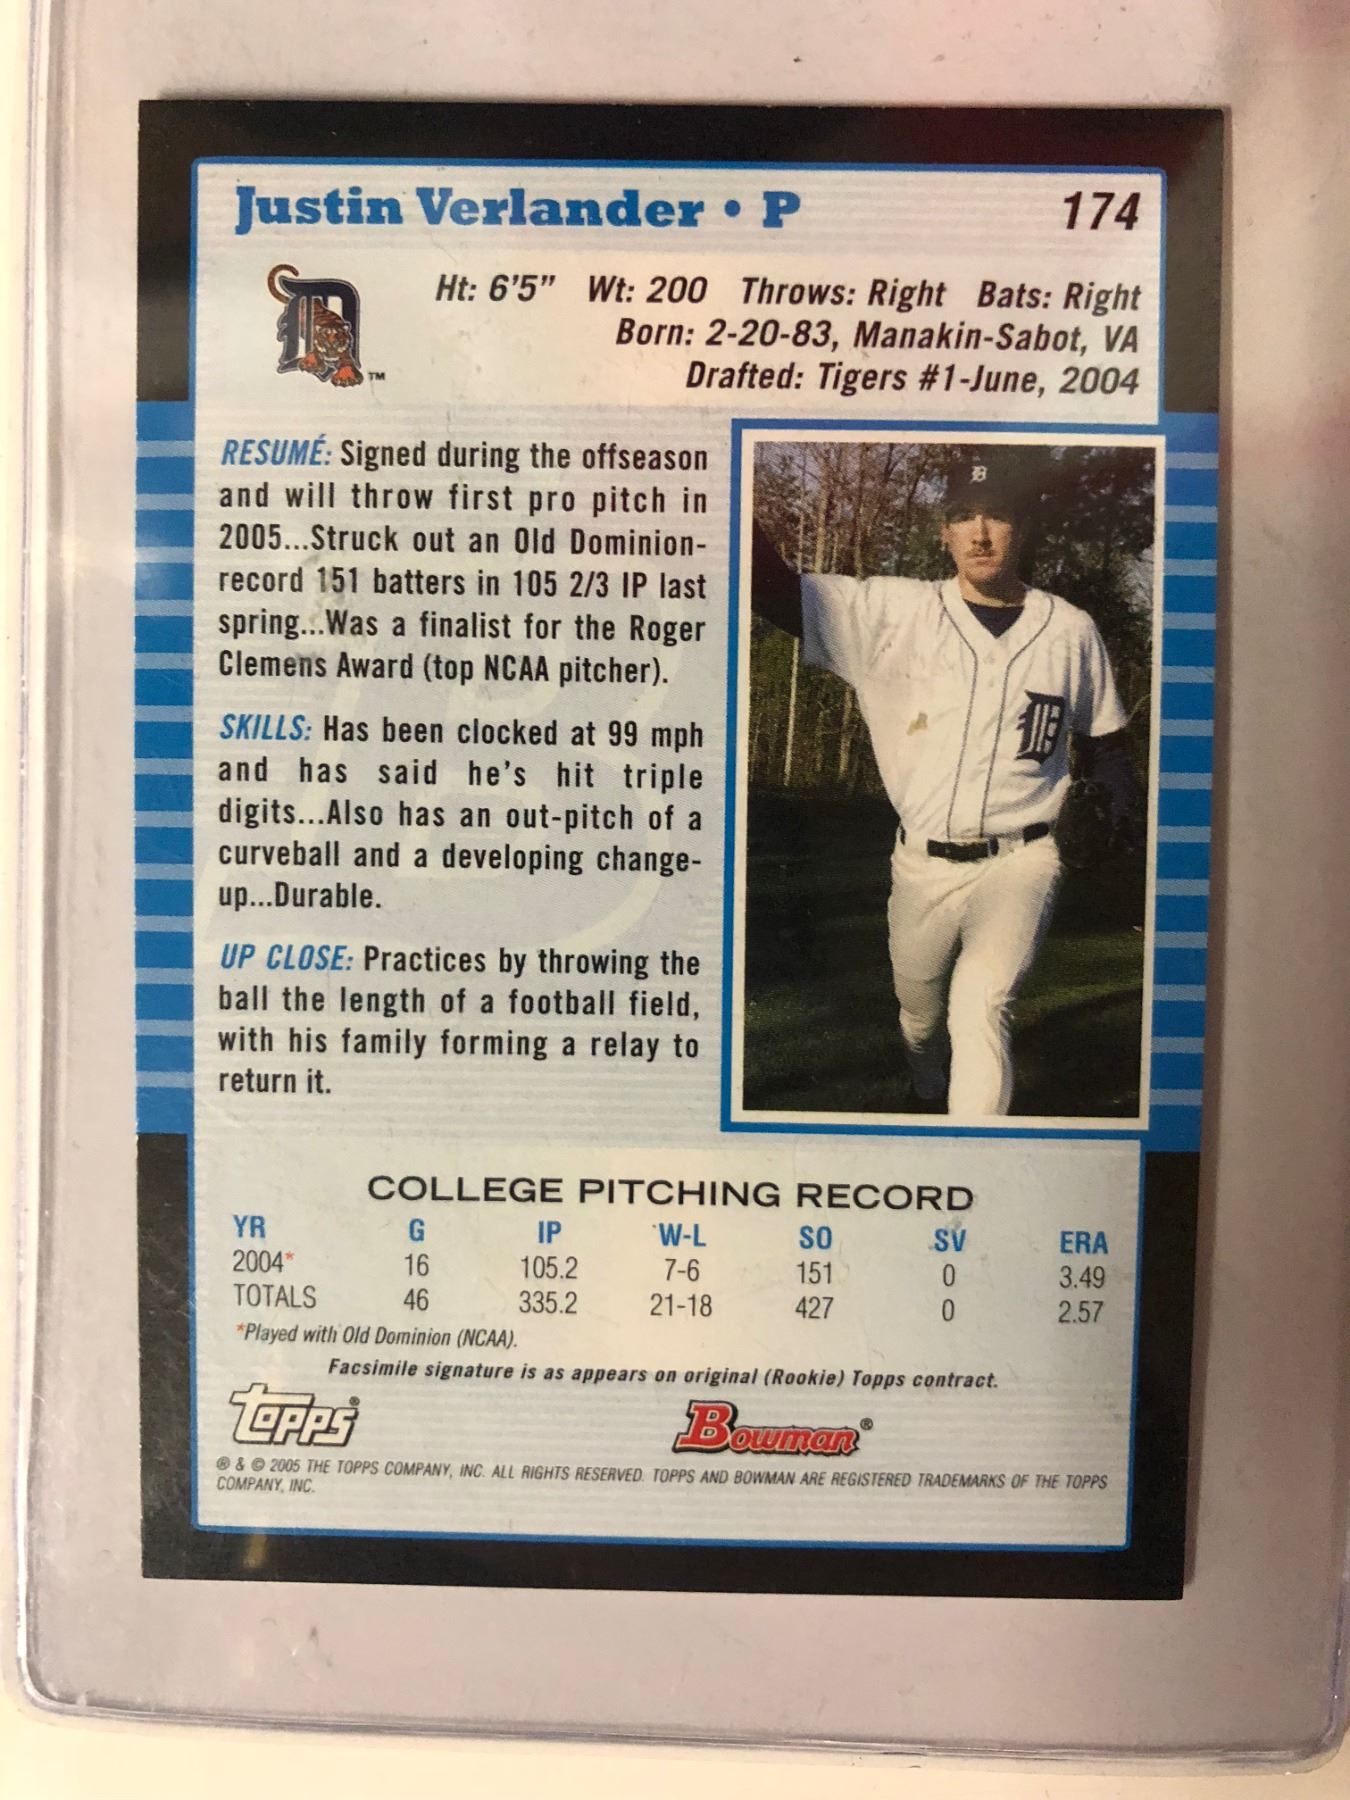 Justin Verlander • P 174
Ht: 6'5" Wt: 200 Throws: Right Bats: Right
Born: 2-20-83, Manakin-Sabot, VA
Drafted: Tigers #1-June, 2004
D
TM
RESUMÉ: Signed during the offseason
and will throw first pro pitch in
2005...Struck out an Old Dominion-
record 151 batters in 105 2/3 IP last
spring...Was a finalist for the Roger
Clemens Award (top NCAA pitcher).
SKILLS: Has been clocked at 99 mph
and has said he's hit triple
digits...Also has an out-pitch of a
curveball and a developing change-
up...Durable.
UP CLOSE: Practices by throwing the
ball the length of a football field,
with his family forming a relay to
return it.
D
D
COLLEGE PITCHING RECORD
YR G IP W-L SO SV ERA
2004* 16 105.2 7-6 151 0 3.49
TOTALS 46 335.2 21-18 427 0 2.57
*Played with Old Dominion (NCAA).
Facsimile signature is as appears on original (Rookie) Topps contract.
Topps® Bowman®
® & © 2005 THE TOPPS COMPANY, INC. ALL RIGHTS RESERVED. TOPPS AND BOWMAN ARE REGISTERED TRADEMARKS OF THE TOPPS
COMPANY, INC.